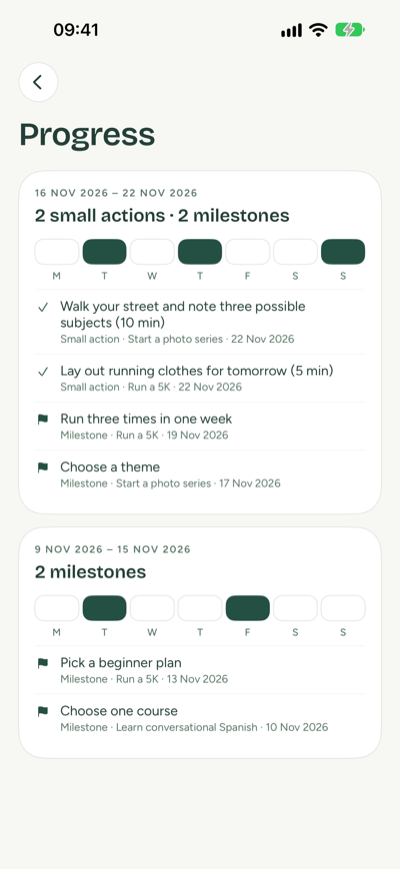 09:41
Progress
16 NOV 2026 – 22 NOV 2026
2 small actions · 2 milestones
M T W T F S S
Walk your street and note three possible
subjects (10 min)
Small action · Start a photo series · 22 Nov 2026
Lay out running clothes for tomorrow (5 min)
Small action · Run a 5K · 22 Nov 2026
Run three times in one week
Milestone · Run a 5K · 19 Nov 2026
Choose a theme
Milestone · Start a photo series · 17 Nov 2026
9 NOV 2026 – 15 NOV 2026
2 milestones
M T W T F S S
Pick a beginner plan
Milestone · Run a 5K · 13 Nov 2026
Choose one course
Milestone · Learn conversational Spanish · 10 Nov 2026